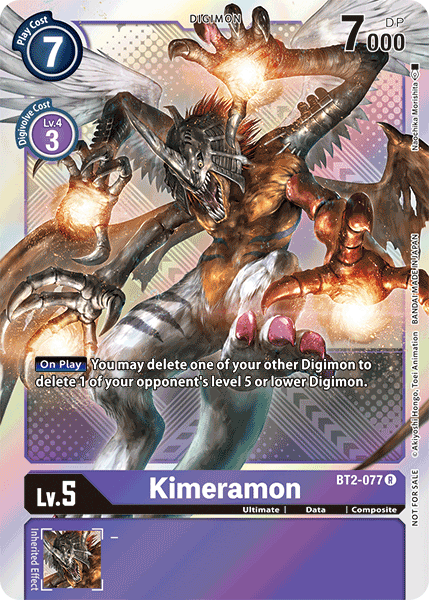 Play Cost
7
DIGIMON
DP
7000
Digivolve Cost
Lv.4
3
Naochika Morishita
BANDAI MADE IN JAPAN
©Akiyoshi Hongo, Toei Animation
NOT FOR SALE
On Play You may delete one of your other Digimon to
delete 1 of your opponent's level 5 or lower Digimon.
Lv.5
Kimeramon
BT2-077 R
Ultimate | Data | Composite
Inherited Effect
–